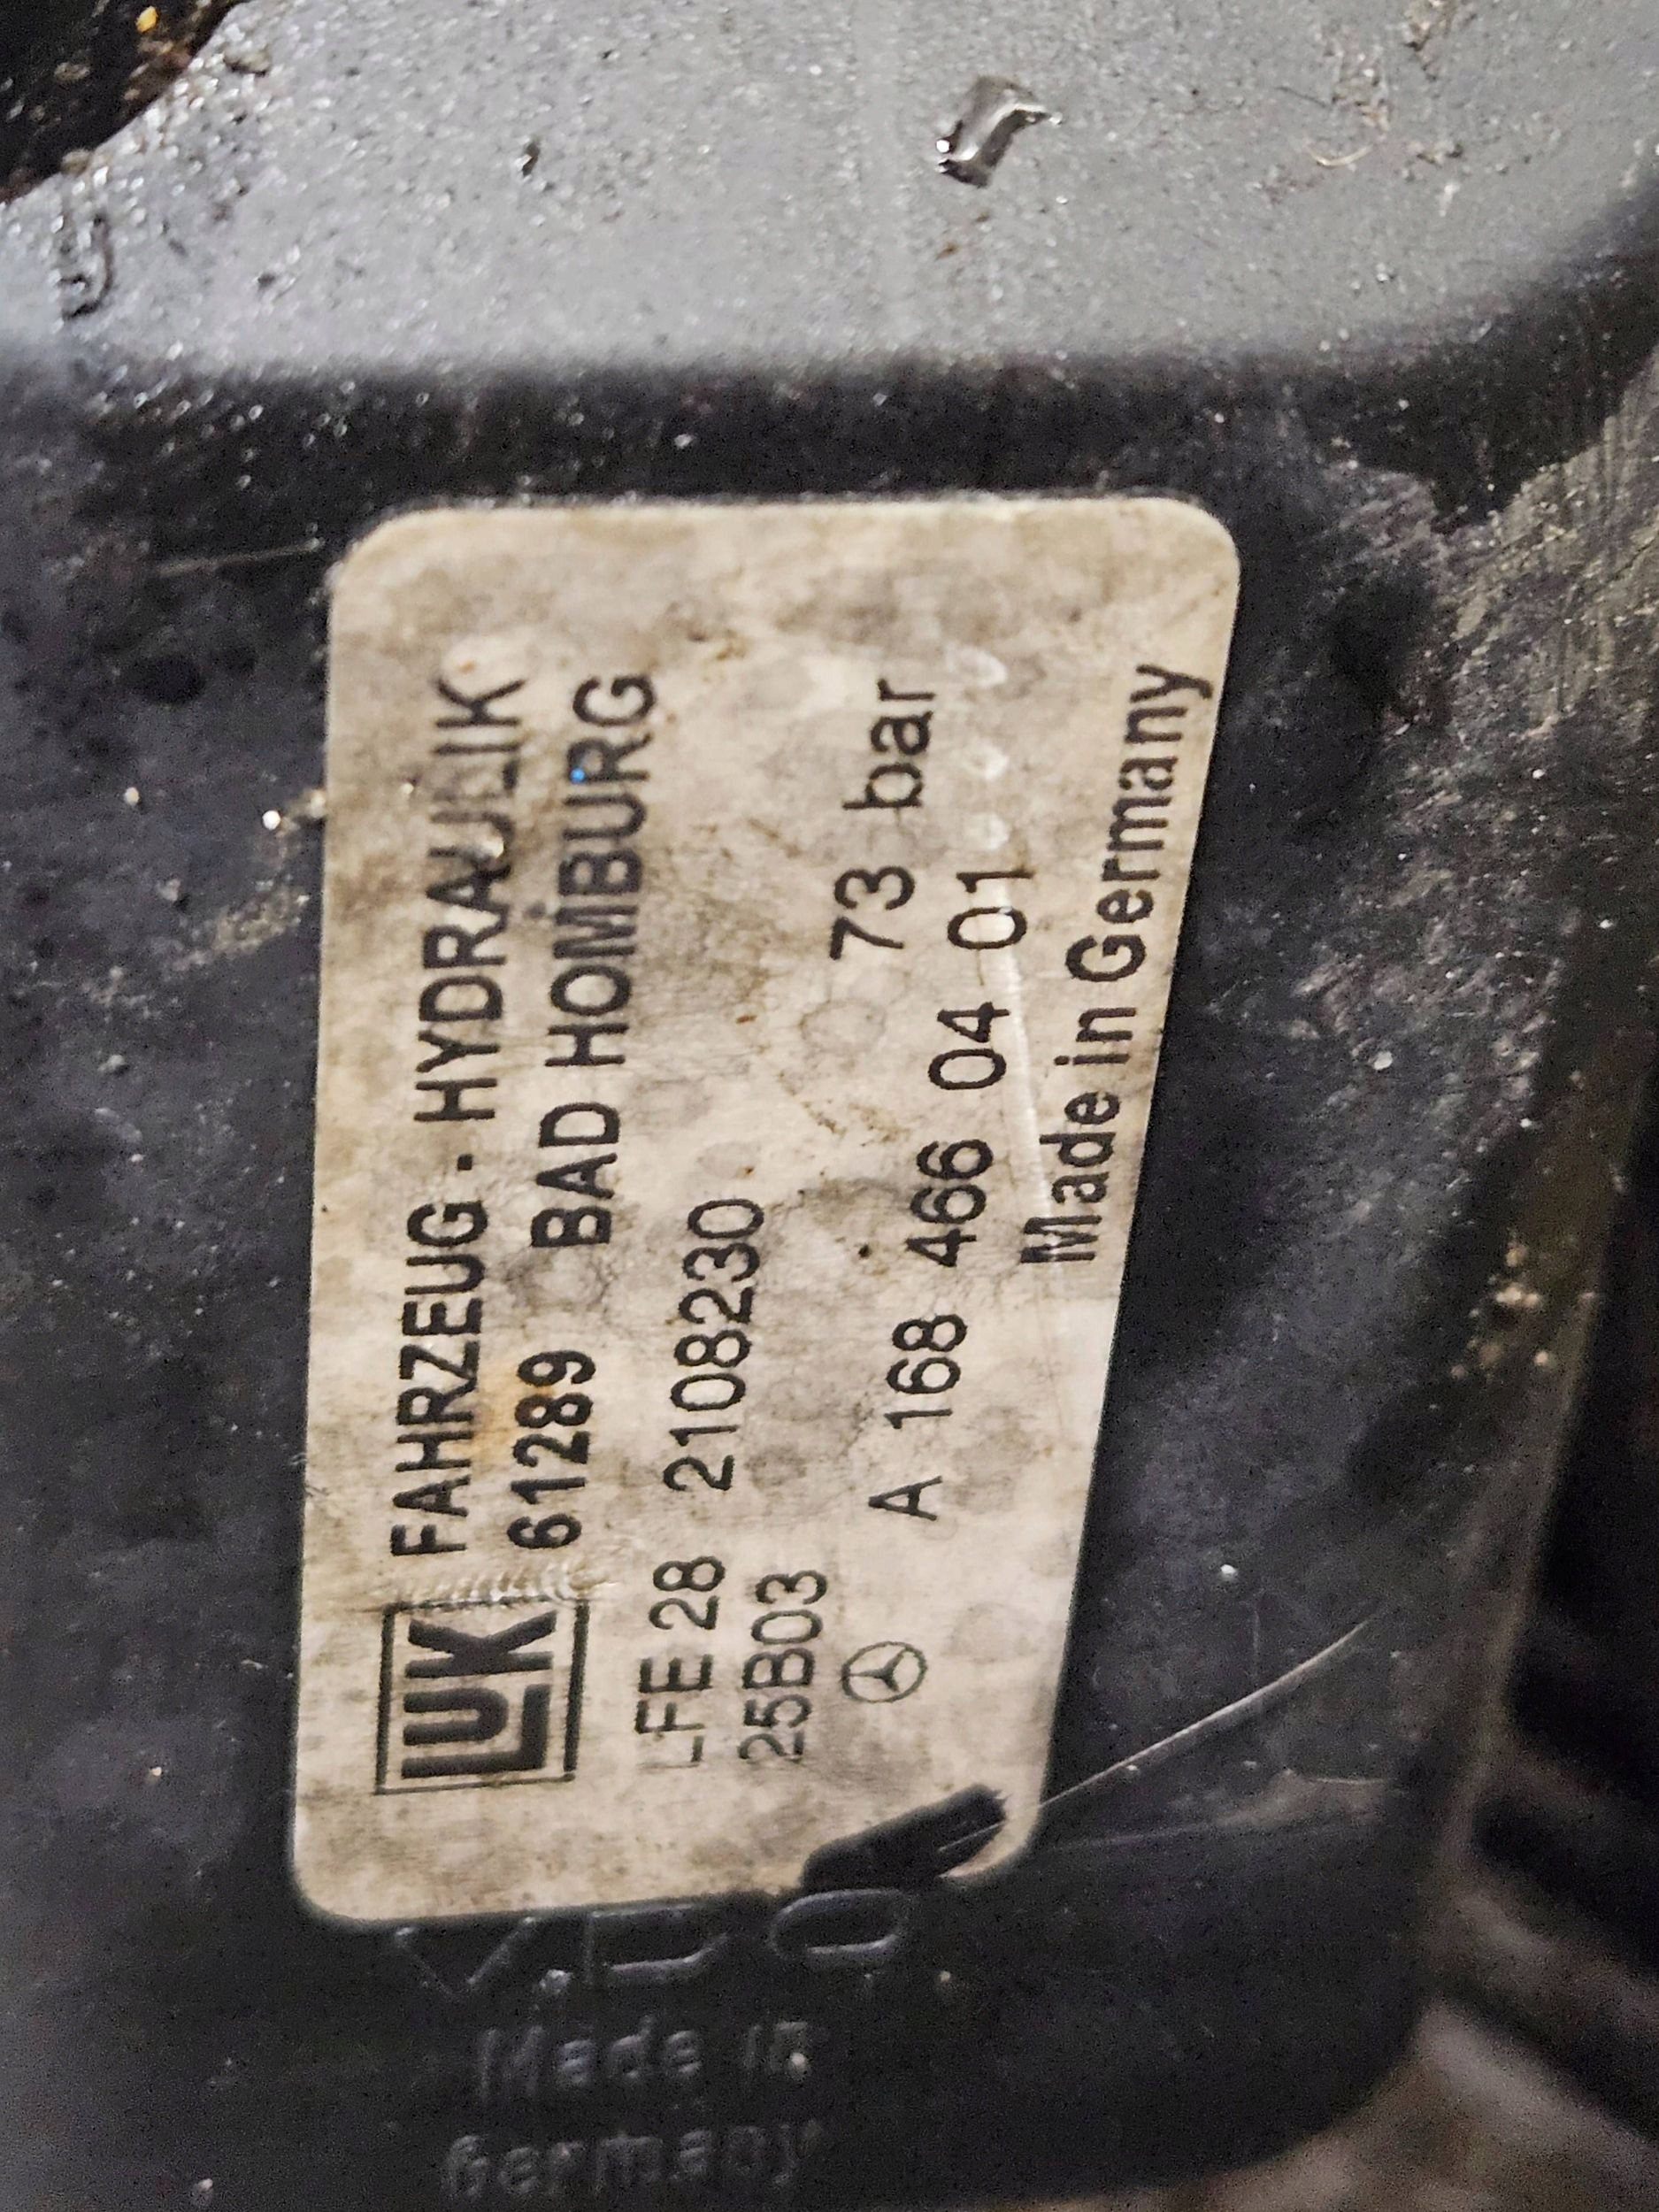 LUK FAHRZEUG - HYDRAULIK
61289 BAD HOMBURG
LFE 28 2108230
25B03 73 bar
A 168 466 04 01
Made in Germany
VDO
Made in
Germany